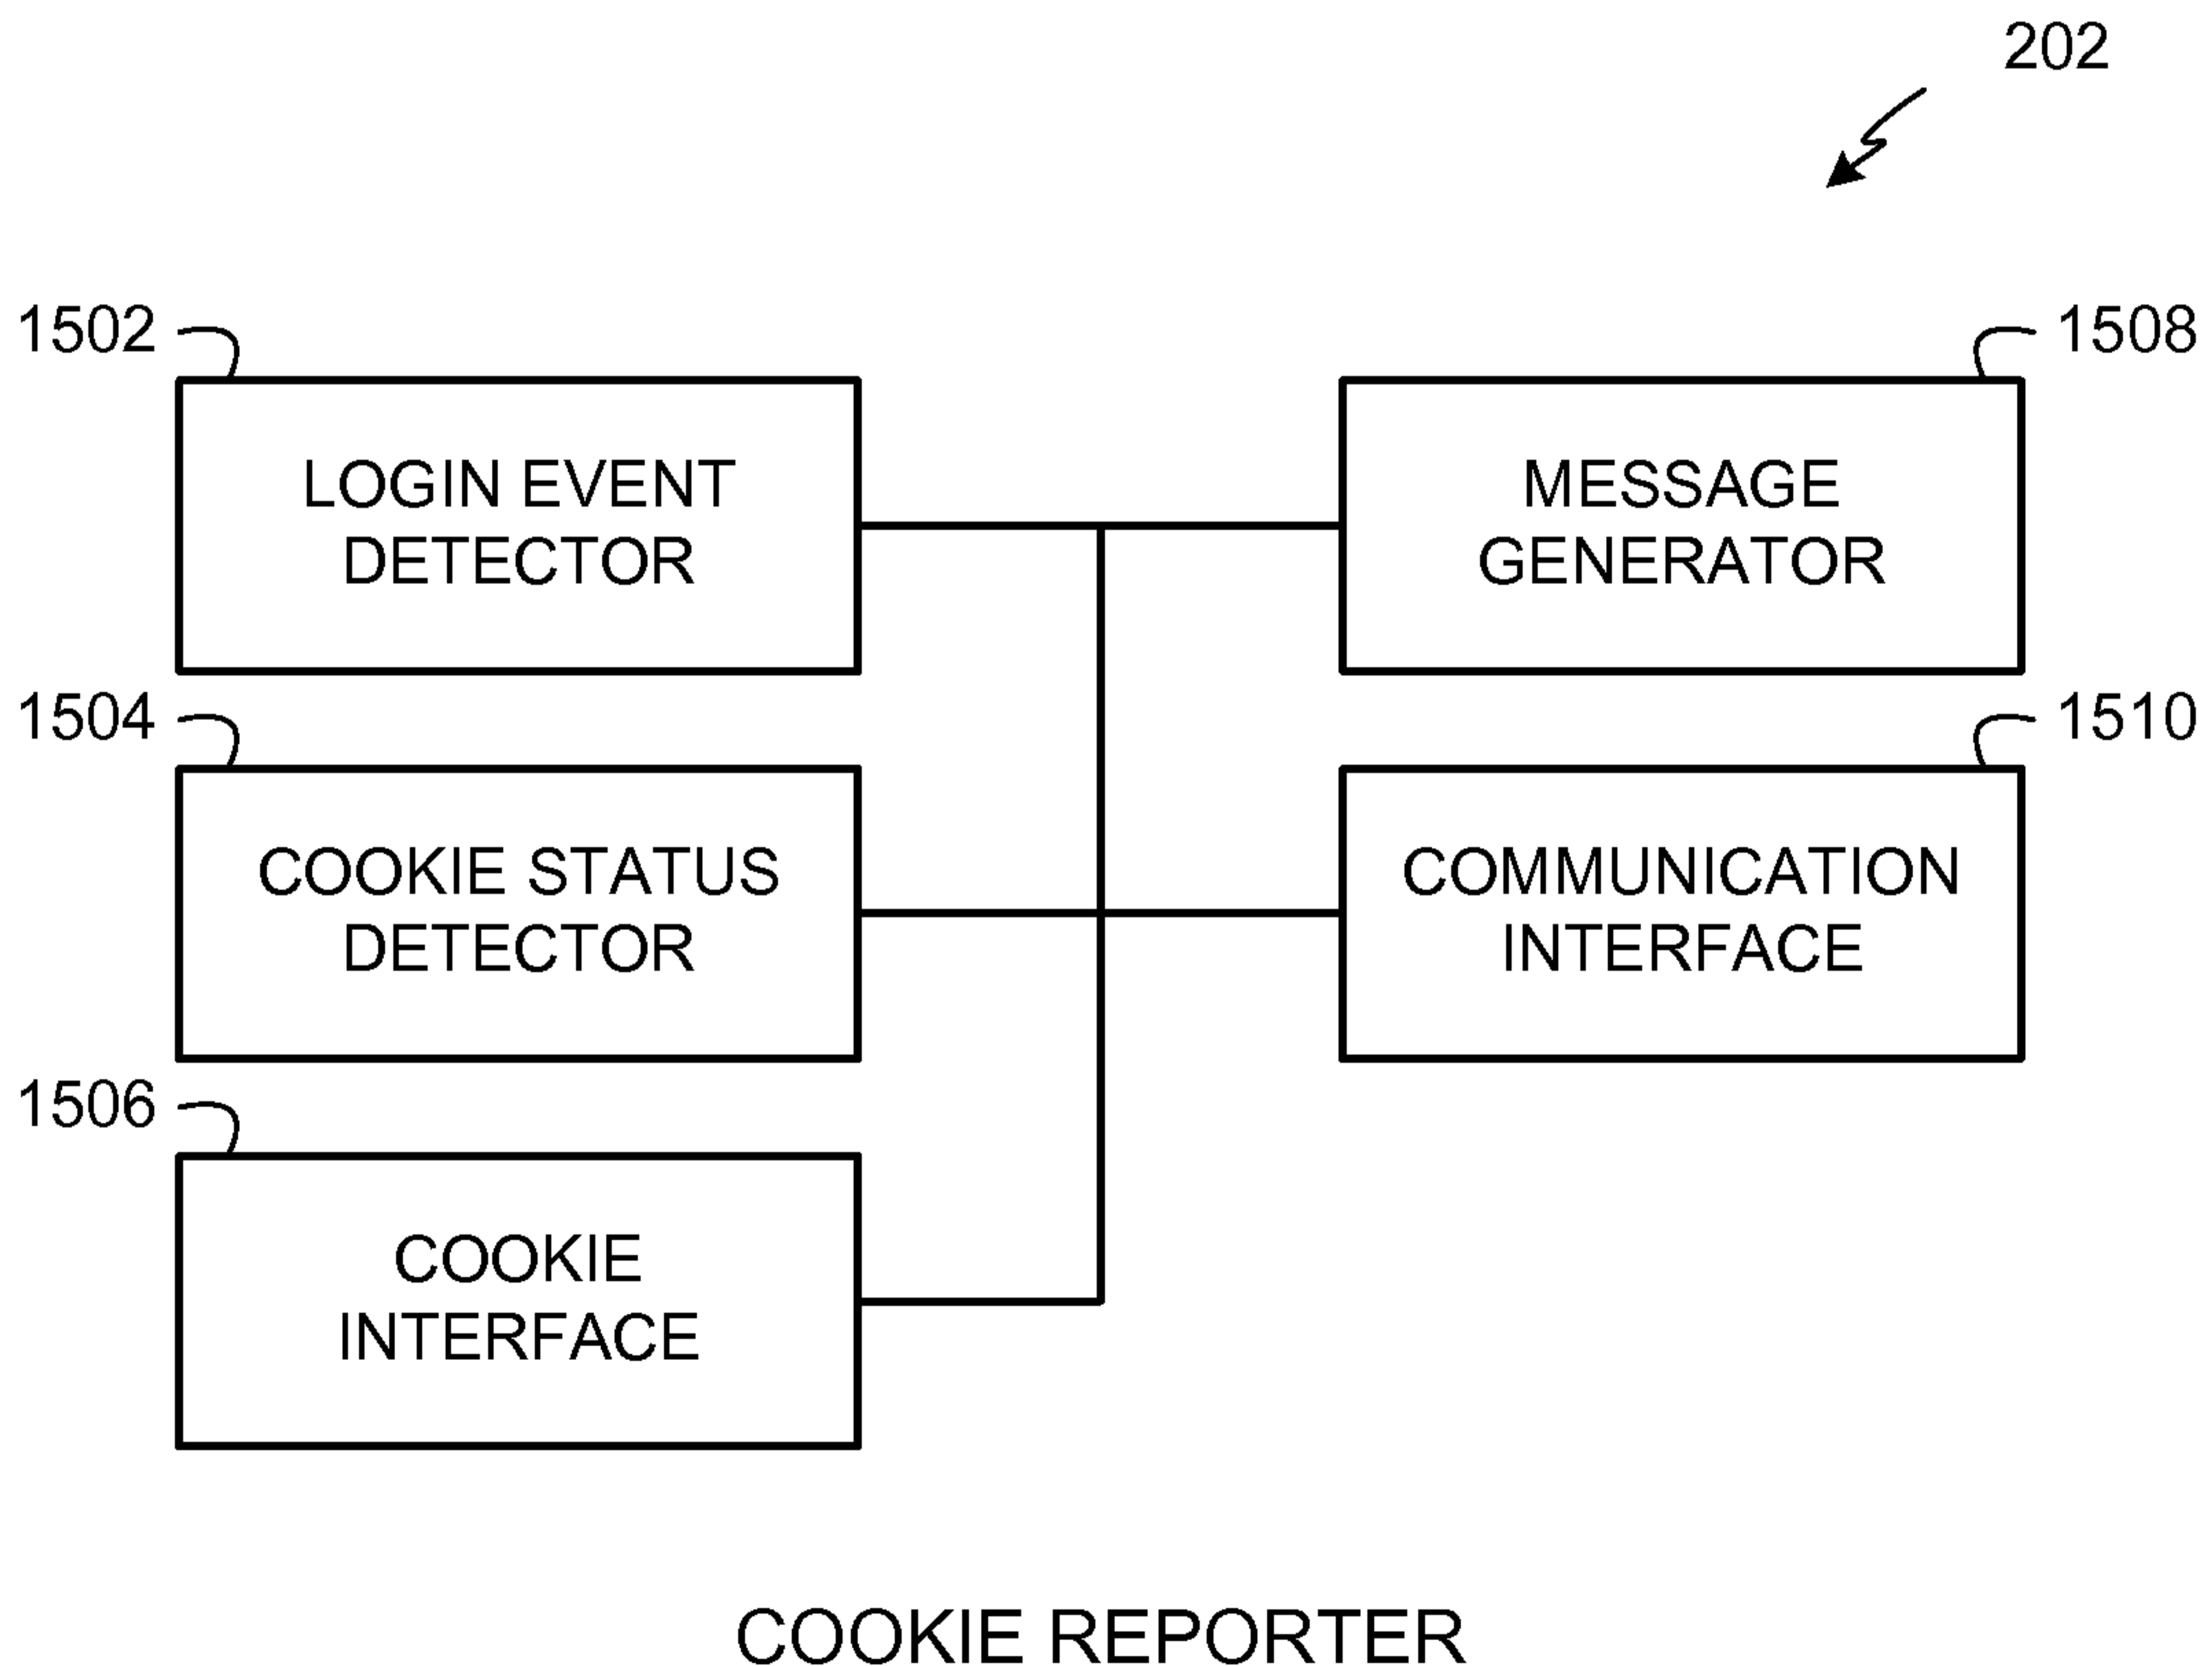 202
1502
1508
LOGIN EVENT
DETECTOR
MESSAGE
GENERATOR
1504
1510
COOKIE STATUS
DETECTOR
COMMUNICATION
INTERFACE
1506
COOKIE
INTERFACE
COOKIE REPORTER